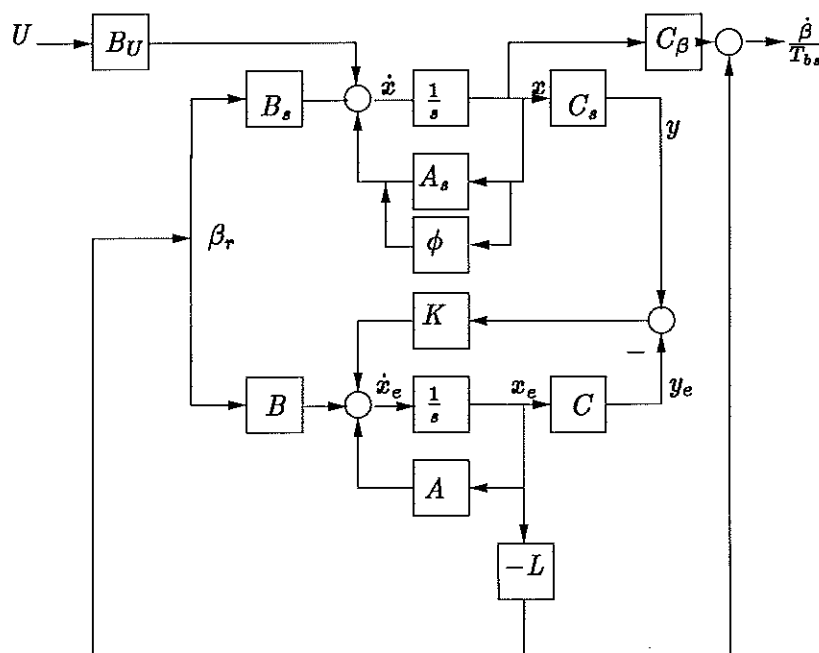 U
B_U
C_β
β̇
T_bs
B_s
ẋ
1
s
x
C_s
y
A_s
β_r
ϕ
K
−
B
ẋ_e
1
s
x_e
C
y_e
A
−L